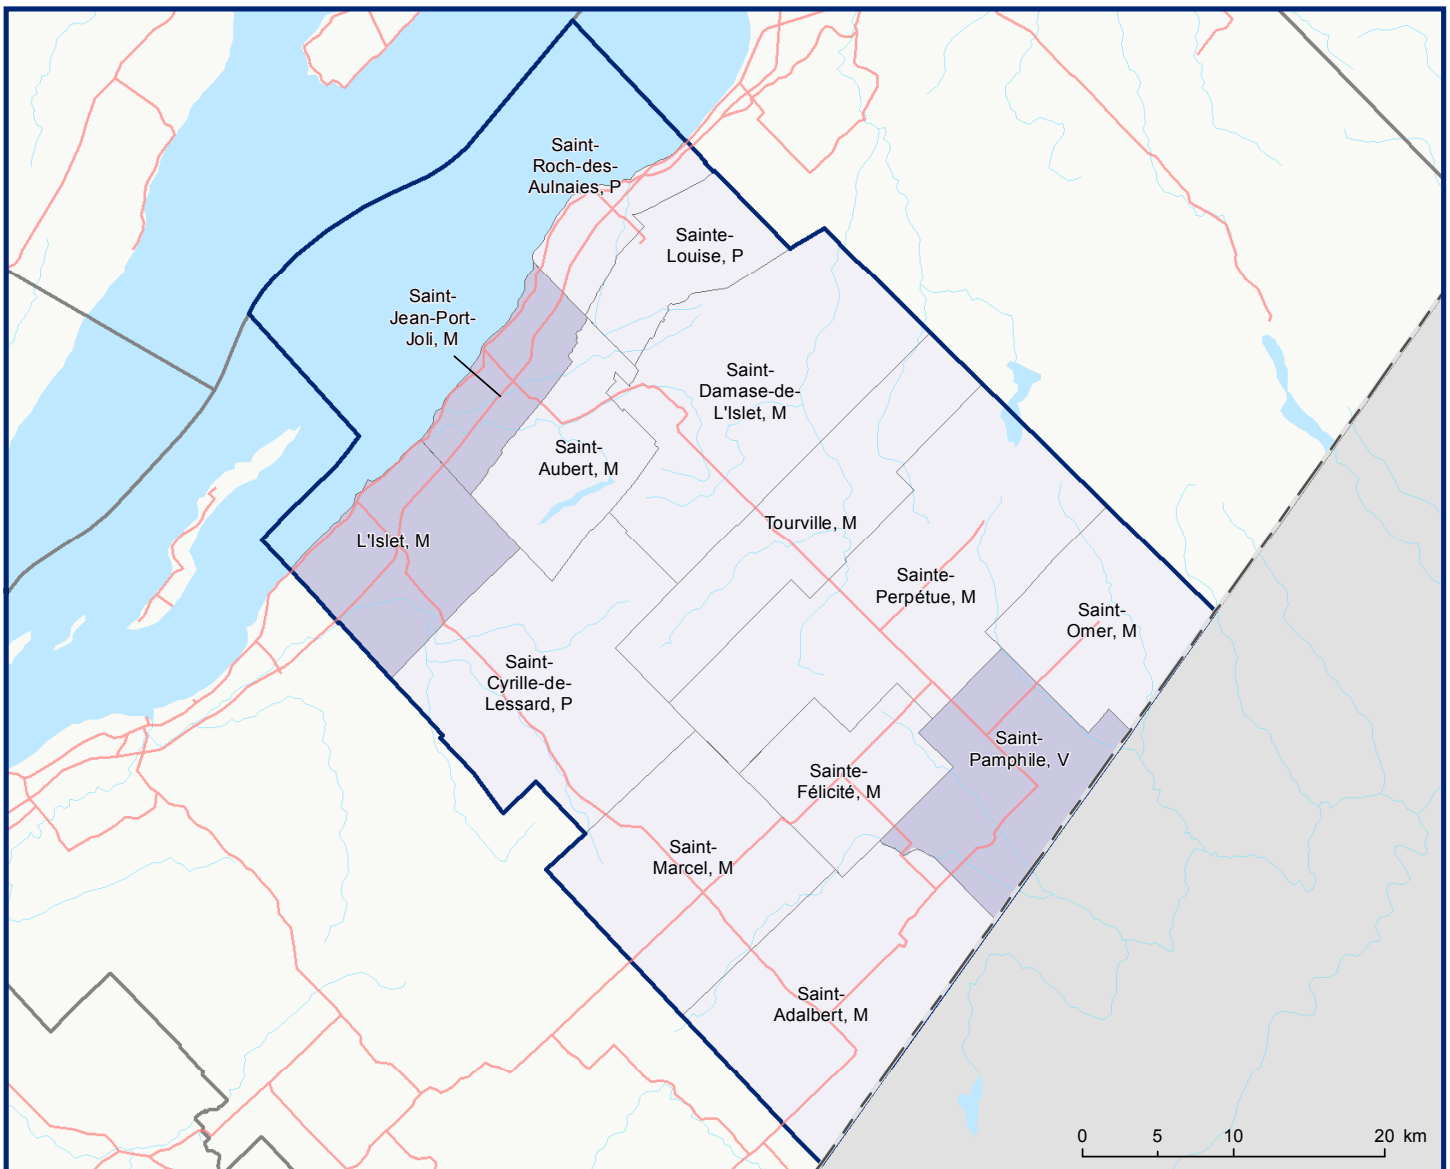 Saint-
Roch-des-
Aulnaies, P
Sainte-
Louise, P
Saint-
Jean-Port-
Joli, M
Saint-
Damase-de-
L'Islet, M
Saint-
Aubert, M
L'Islet, M
Tourville, M
Sainte-
Perpétue, M
Saint-
Omer, M
Saint-
Cyrille-de-
Lessard, P
Saint-
Pamphile, V
Sainte-
Félicité, M
Saint-
Marcel, M
Saint-
Adalbert, M
0 5 10 20 km